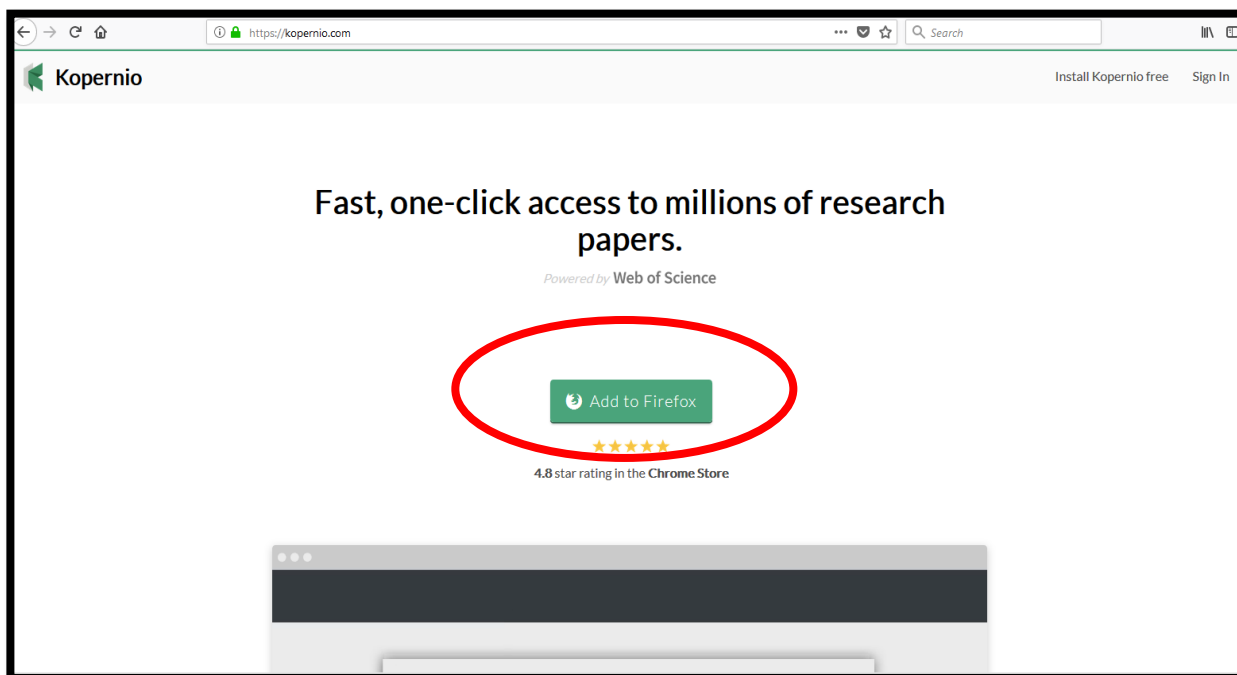 https://kopernio.com
Search
Kopernio
Install Kopernio free
Sign In
Fast, one-click access to millions of research
papers.
Powered by Web of Science
Add to Firefox
4.8 star rating in the Chrome Store